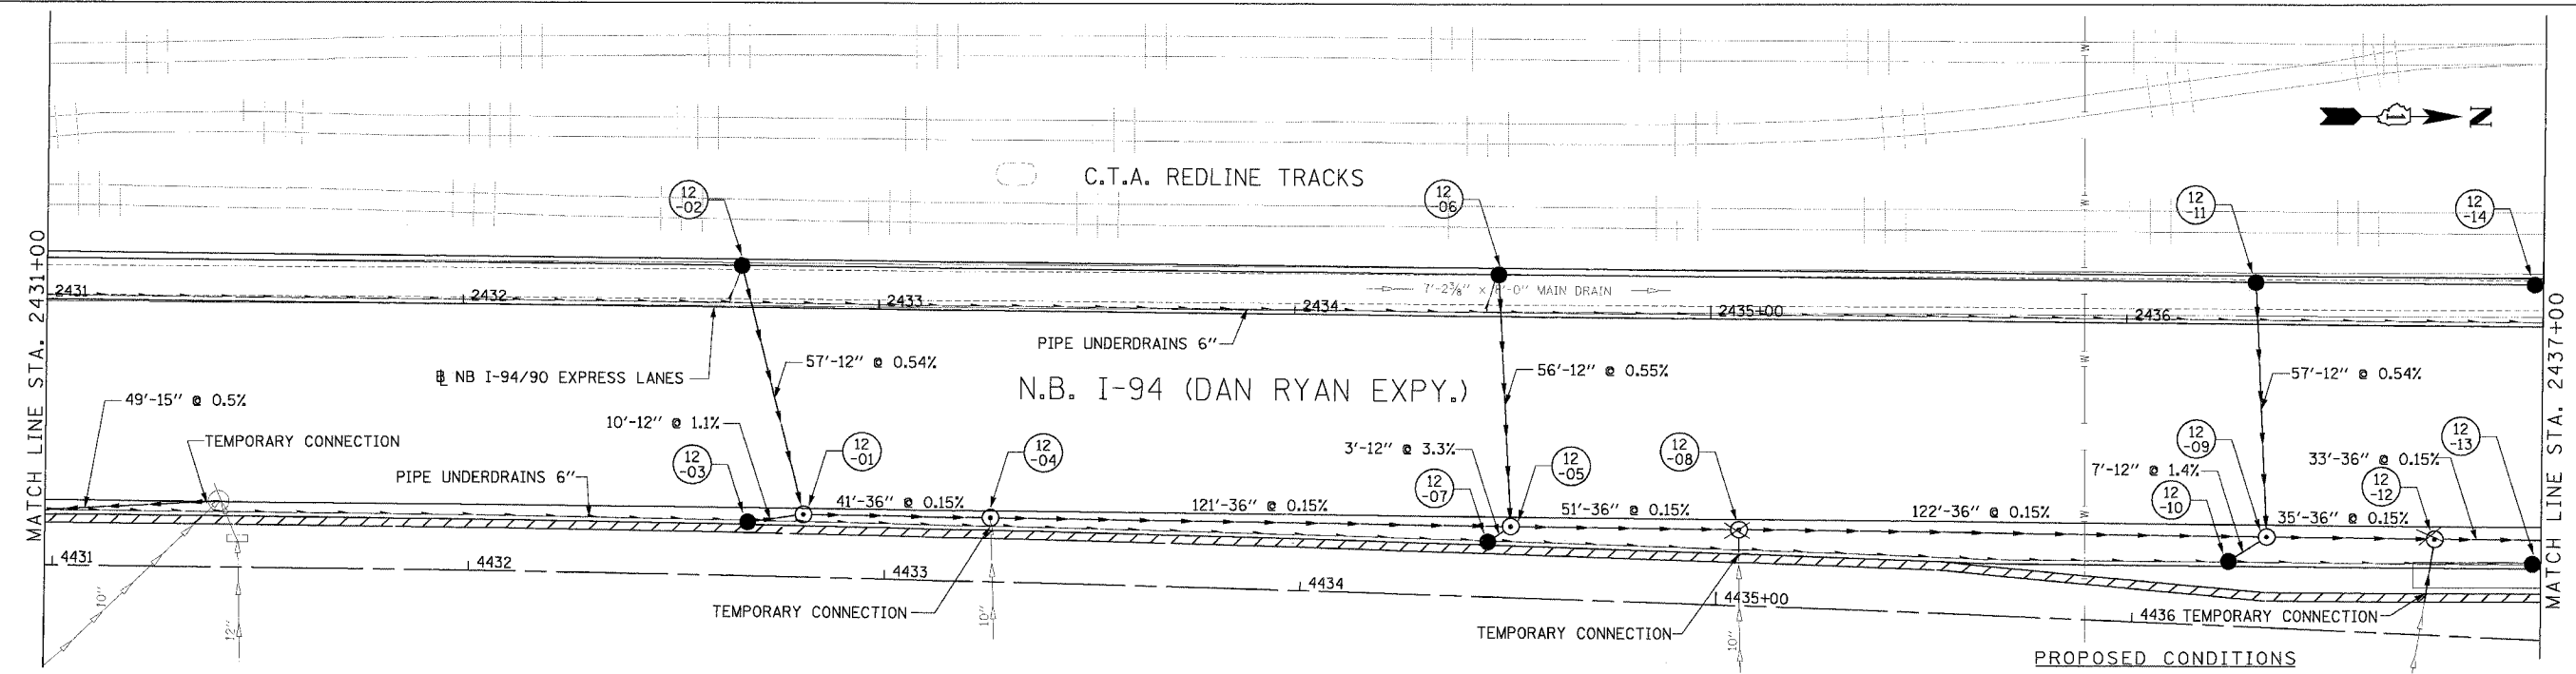 MATCH LINE STA. 2431+00
W
N
C.T.A. REDLINE TRACKS
W
12
-02
12
-06
12
-11
12
-14
2431
2432
2433
2434
2435+00
2436
7'-2⅜" x 8'-0" MAIN DRAIN
PIPE UNDERDRAINS 6"
W
MATCH LINE STA. 2437+00
57'-12" @ 0.54%
56'-12" @ 0.55%
57'-12" @ 0.54%
℄ NB I-94/90 EXPRESS LANES
N.B. I-94 (DAN RYAN EXPY.)
49'-15" @ 0.5%
10'-12" @ 1.1%
TEMPORARY CONNECTION
PIPE UNDERDRAINS 6"
12
-03
12
-01
12
-04
3'-12" @ 3.3%
12
-07
12
-05
12
-08
7'-12" @ 1.4%
12
-10
12
-09
33'-36" @ 0.15%
12
-12
12
-13
41'-36" @ 0.15%
121'-36" @ 0.15%
51'-36" @ 0.15%
122'-36" @ 0.15%
35'-36" @ 0.15%
W
4431
4432
4433
4434
4435+00
4436
TEMPORARY CONNECTION
TEMPORARY CONNECTION
TEMPORARY CONNECTION
10"
12"
10"
10"
PROPOSED CONDITIONS